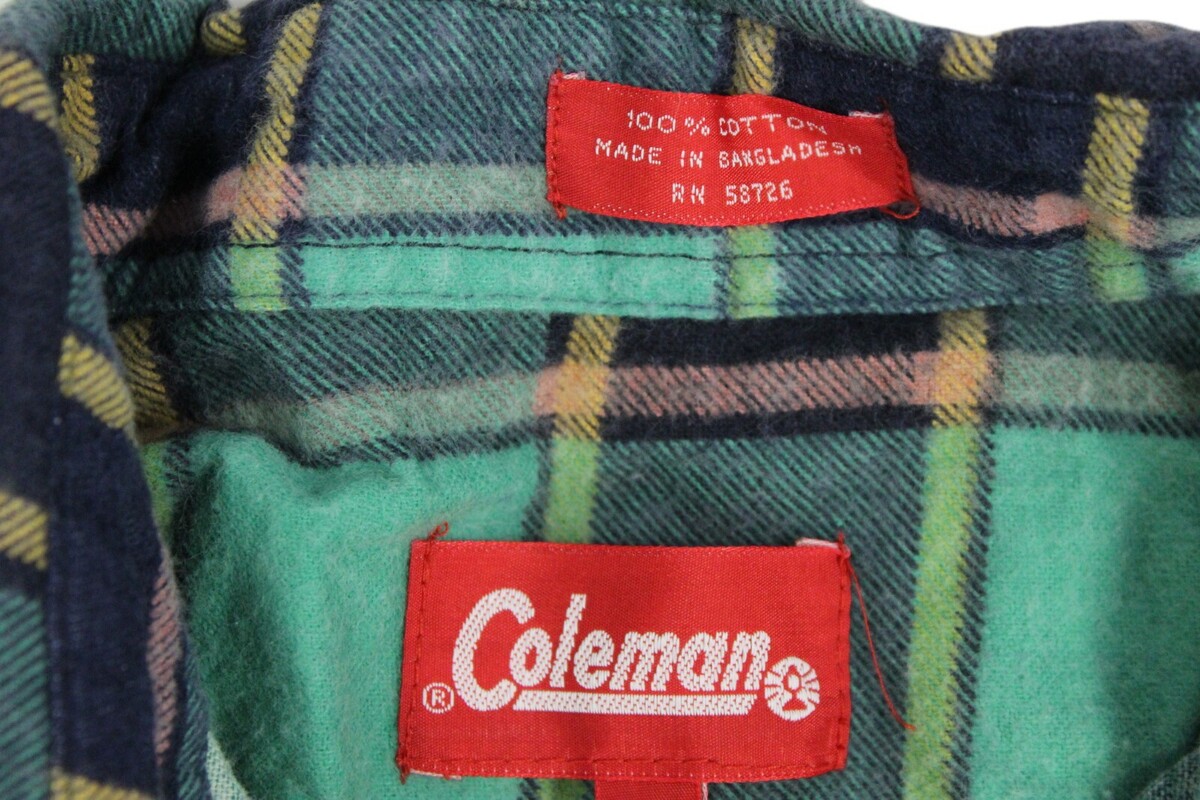 100% COTTON
MADE IN BANGLADESH
RN 58726
® Coleman